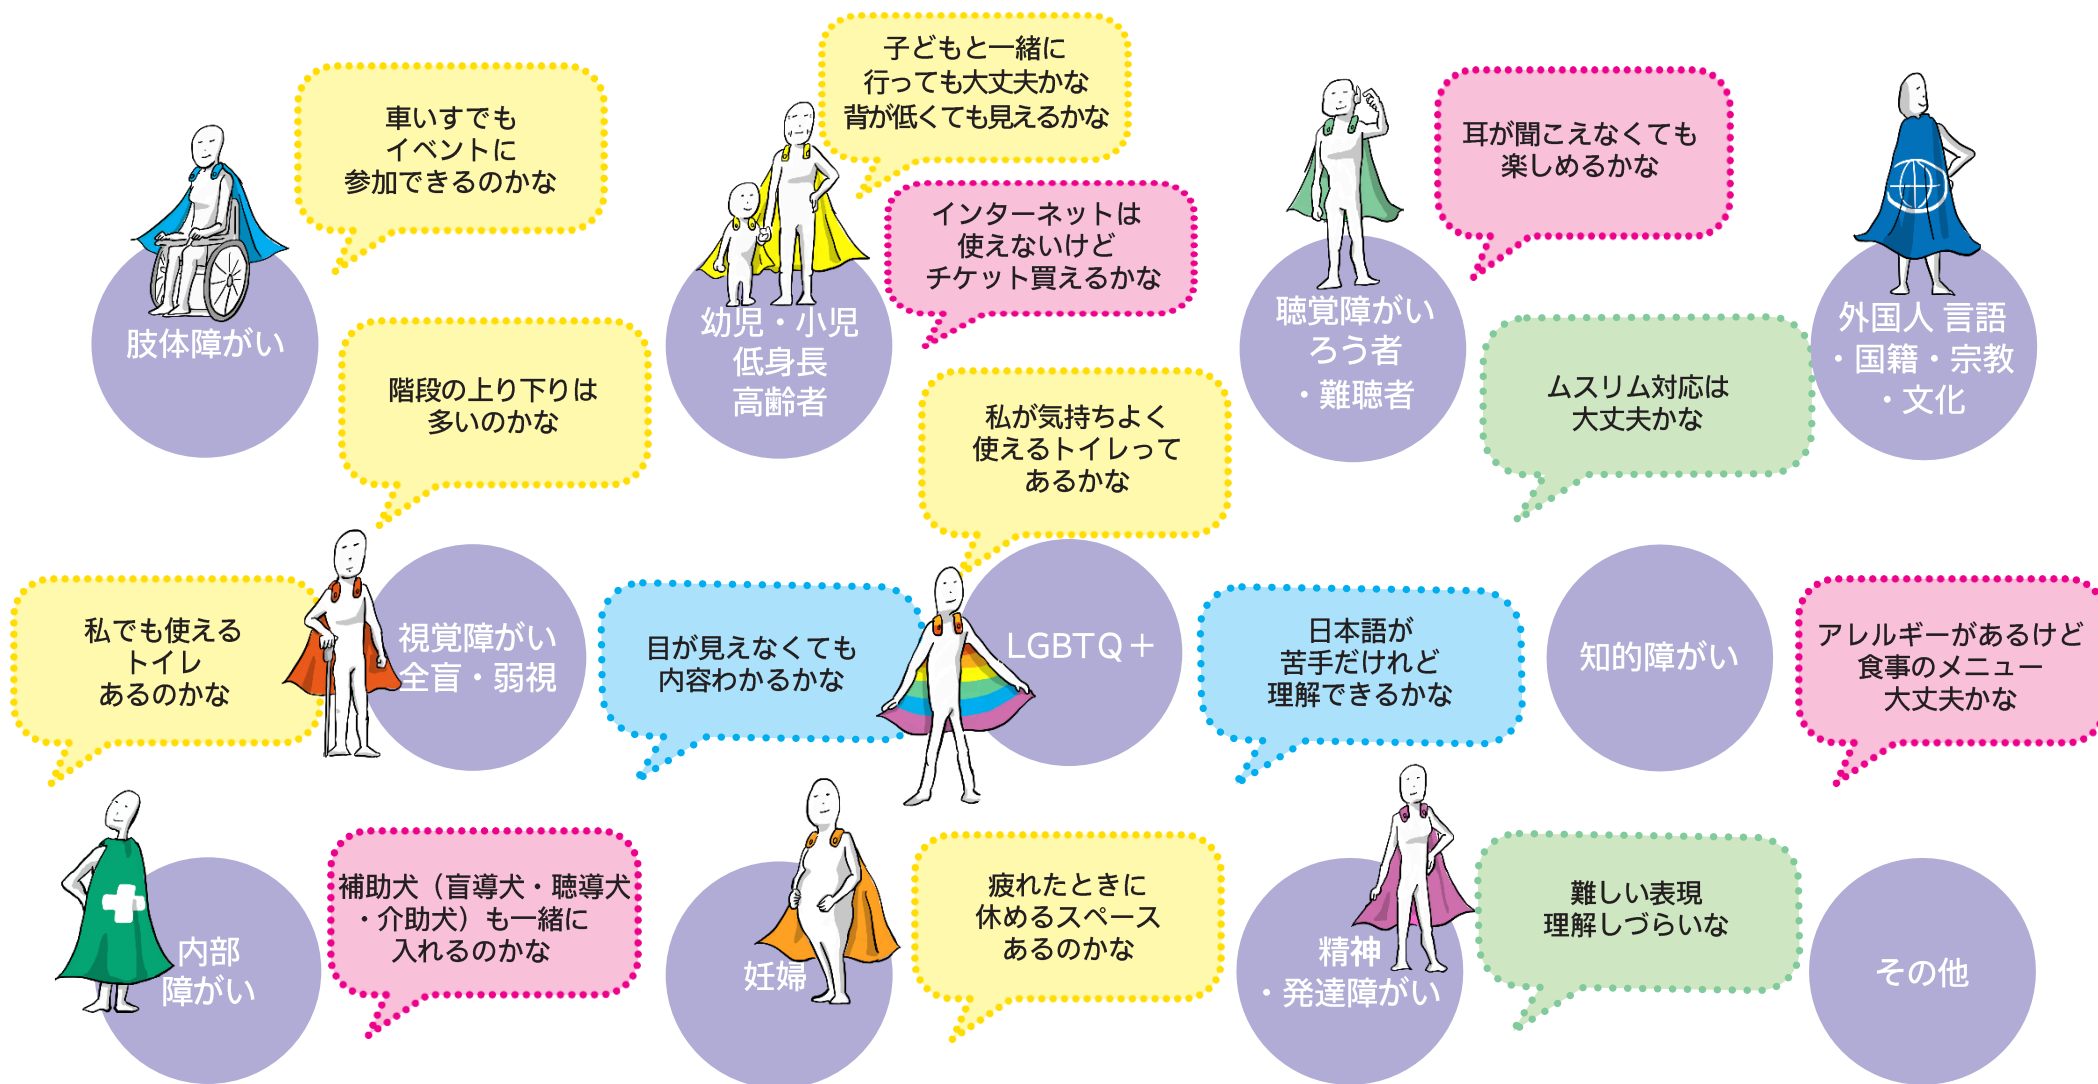 車いすでも
イベントに
参加できるのかな
子どもと一緒に
行っても大丈夫かな
背が低くても見えるかな
インターネットは
使えないけど
チケット買えるかな
耳が聞こえなくても
楽しめるかな
肢体障がい
幼児・小児
低身長
高齢者
聴覚障がい
ろう者
・難聴者
外国人 言語
・国籍・宗教
・文化
階段の上り下りは
多いのかな
私が気持ちよく
使えるトイレって
あるかな
ムスリム対応は
大丈夫かな
私でも使える
トイレ
あるのかな
視覚障がい
全盲・弱視
目が見えなくても
内容わかるかな
LGBTQ＋
日本語が
苦手だけれど
理解できるかな
知的障がい
アレルギーがあるけど
食事のメニュー
大丈夫かな
内部
障がい
補助犬（盲導犬・聴導犬
・介助犬）も一緒に
入れるのかな
妊婦
疲れたときに
休めるスペース
あるのかな
精神
・発達障がい
難しい表現
理解しづらいな
その他